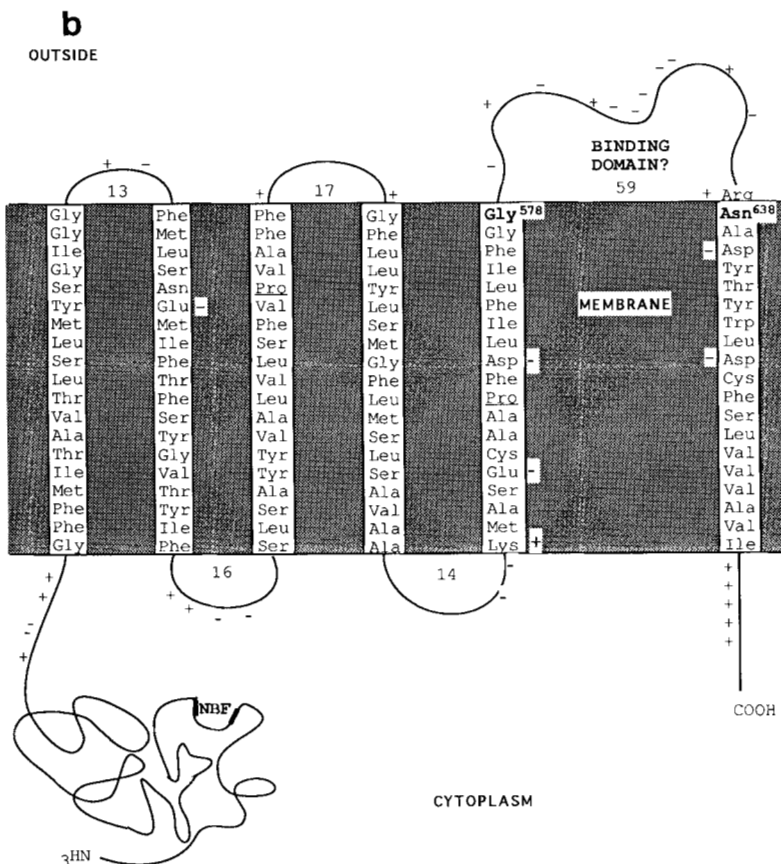 b
OUTSIDE
+ - + - - + - - - - - + -
BINDING
DOMAIN?
13 17 59
+ + - + Arg
Gly Phe Phe Gly Gly578 Asn638
Gly Met Phe Phe Gly Ala
Ile Leu Ala Leu Phe - Asp
Gly Ser Val Leu Ile Tyr
Ser Asn Pro Tyr Leu Thr
Tyr Glu - Val Leu Phe MEMBRANE Tyr
Met Met Phe Ser Ile Trp
Leu Ile Ser Met Leu Leu
Ser Phe Leu Gly Asp - - Asp
Leu Thr Val Phe Phe Cys
Thr Phe Leu Leu Pro Phe
Val Ser Ala Met Ala Ser
Ala Tyr Val Ser Ala Leu
Thr Gly Tyr Leu Cys Val
Ile Val Tyr Ser Glu - Val
Met Thr Ala Ala Ser Val
Phe Tyr Ser Val Ala Ala
Phe Ile Leu Ala Met Val
Gly Phe Ser Ala Lys + Ile
16 14
+ + - - + + + - - - - + + + + +
NBF
COOH
CYTOPLASM
3HN